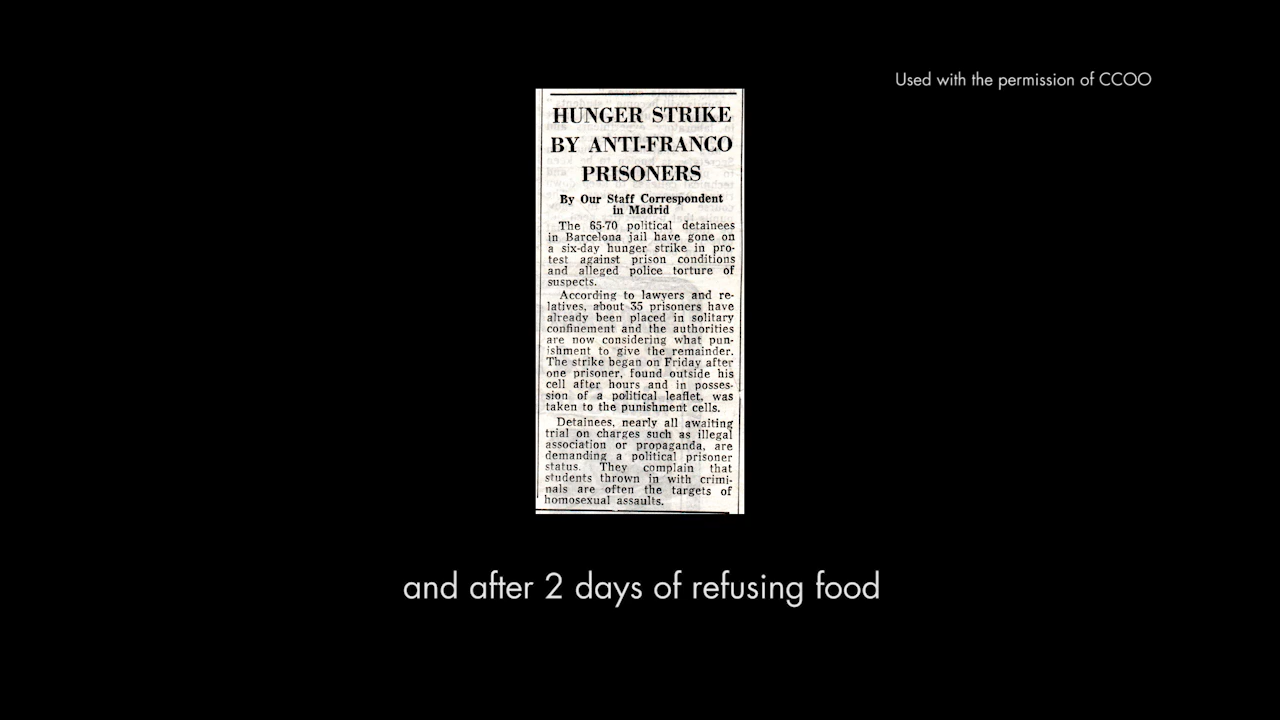 Used with the permission of CCOO
HUNGER STRIKE
BY ANTI-FRANCO
PRISONERS
By Our Staff Correspondent
in Madrid
The 65-70 political detainees
in Barcelona jail have gone on
a six-day hunger strike in pro-
test against prison conditions
and alleged police torture of
suspects.
According to lawyers and re-
latives, about 35 prisoners have
already been placed in solitary
confinement and the authorities
are now considering what pun-
ishment to give the remainder.
The strike began on Friday after
one prisoner, found outside his
cell after hours and in posses-
sion of a political leaflet, was
taken to the punishment cells.
Detainees, nearly all awaiting
trial on charges such as illegal
association or propaganda, are
demanding a political prisoner
status. They complain that
students thrown in with crimi-
nals are often the targets of
homosexual assaults.
and after 2 days of refusing food